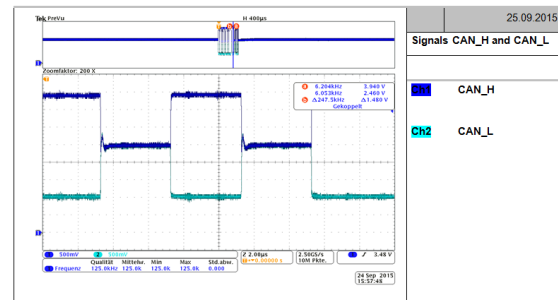 25.09.2015
Signals CAN_H and CAN_L
Ch1 CAN_H
Ch2 CAN_L
Tek PreVu
H 400µs
Zoomfaktor: 200 X
6.204kHz 3.940 V
6.053kHz 2.460 V
Δ247.5kHz Δ1.480 V
Gekoppelt
500mV
500mV
Z 2.00µs
2.50GS/s
10M Pkte.
3.48 V
Qualität Mittelw. Min Max Std.abw.
Frequenz 125.0kHz 125.0k 125.0k 125.0k 0.000
24 Sep 2015
15:57:46